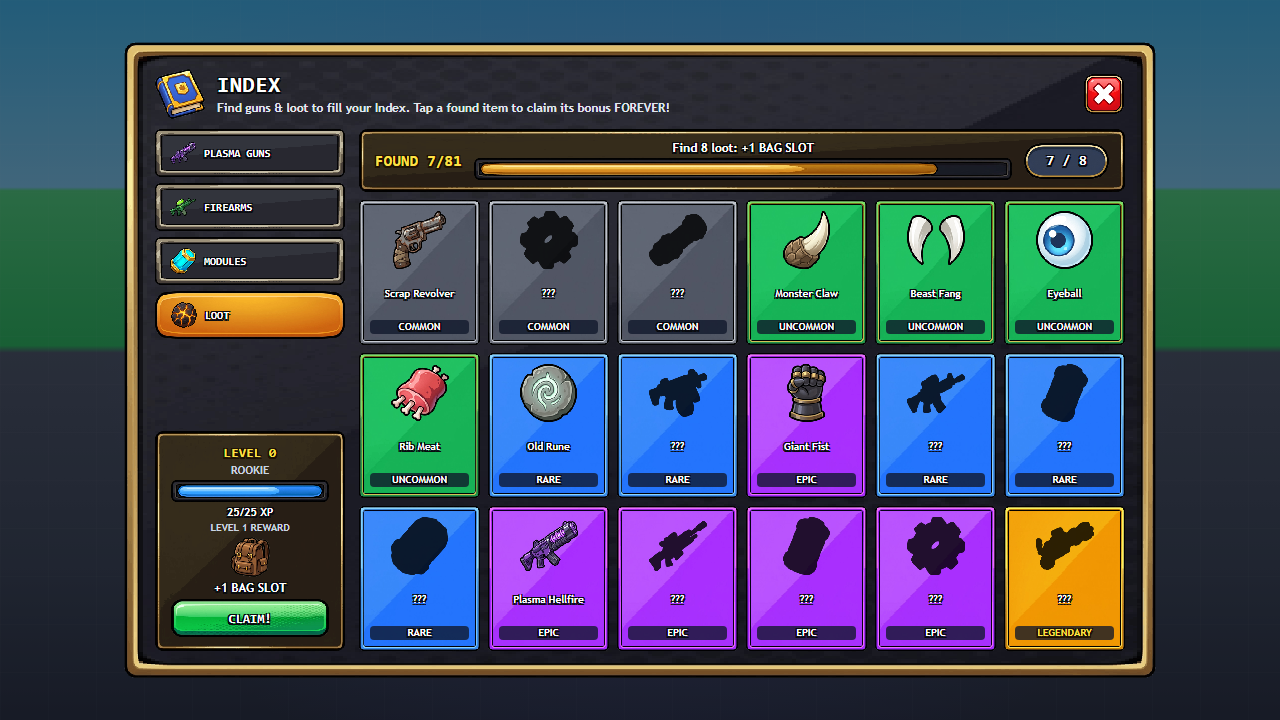 INDEX
Find guns & loot to fill your Index. Tap a found item to claim its bonus FOREVER!
PLASMA GUNS
FIREARMS
MODULES
LOOT
LEVEL 0
ROOKIE
25/25 XP
LEVEL 1 REWARD
+1 BAG SLOT
CLAIM!
FOUND 7/81
Find 8 loot: +1 BAG SLOT
7 / 8
Scrap Revolver
COMMON
???
COMMON
???
COMMON
Monster Claw
UNCOMMON
Beast Fang
UNCOMMON
Eyeball
UNCOMMON
Rib Meat
UNCOMMON
Old Rune
RARE
???
RARE
Giant Fist
EPIC
???
RARE
???
RARE
???
RARE
Plasma Hellfire
EPIC
???
EPIC
???
EPIC
???
EPIC
???
LEGENDARY